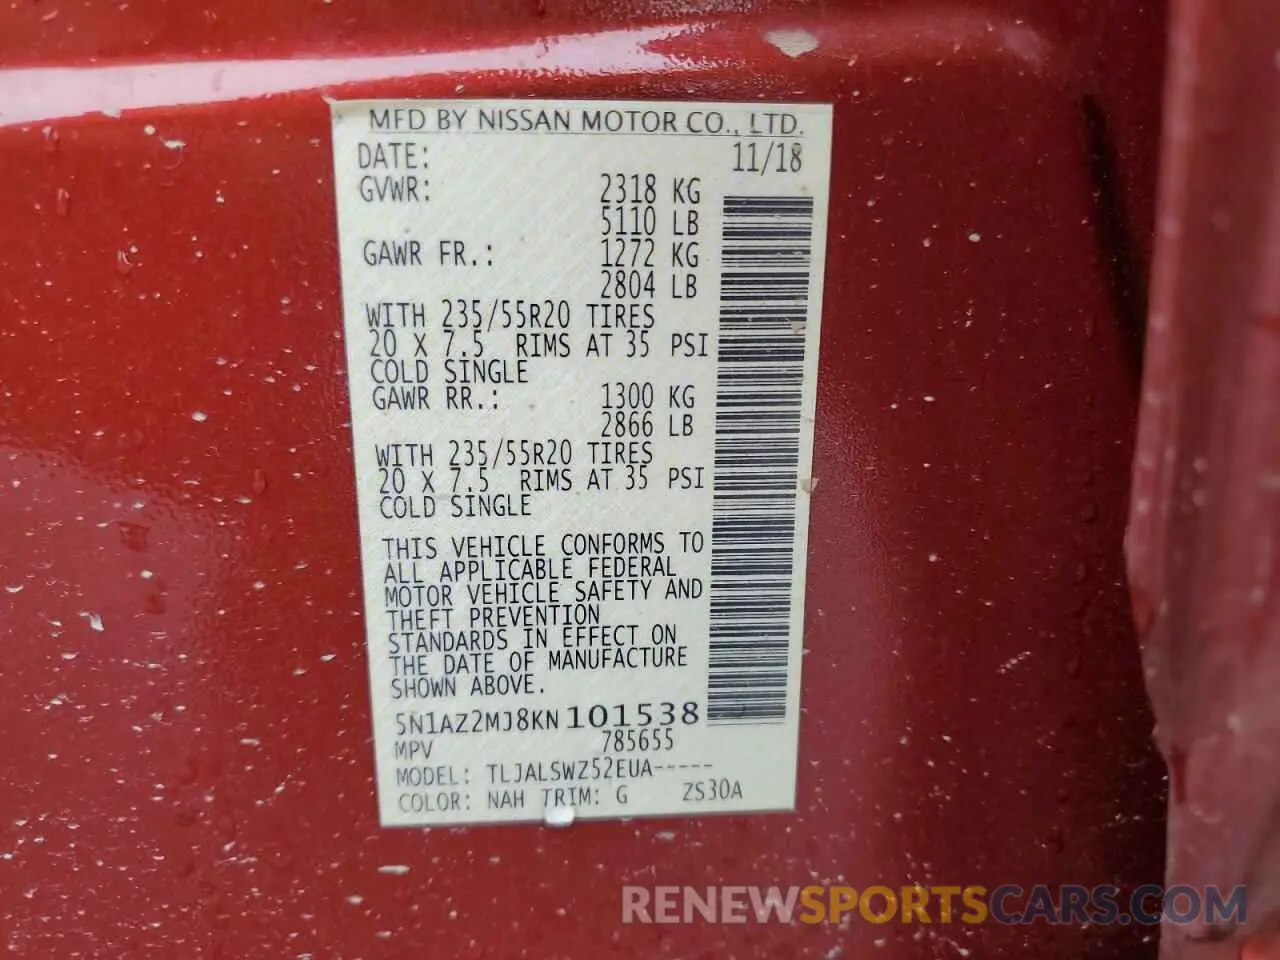 MFD BY NISSAN MOTOR CO., LTD.
DATE: 11/18
GVWR: 2318 KG
5110 LB
GAWR FR.: 1272 KG
2804 LB
WITH 235/55R20 TIRES
20 X 7.5 RIMS AT 35 PSI
COLD SINGLE
GAWR RR.: 1300 KG
2866 LB
WITH 235/55R20 TIRES
20 X 7.5 RIMS AT 35 PSI
COLD SINGLE
THIS VEHICLE CONFORMS TO
ALL APPLICABLE FEDERAL
MOTOR VEHICLE SAFETY AND
THEFT PREVENTION
STANDARDS IN EFFECT ON
THE DATE OF MANUFACTURE
SHOWN ABOVE.
5N1AZ2MJ8KN101538
MPV 785655
MODEL: TLJALSWZ52EUA-----
COLOR: NAH TRIM: G ZS30A
RENEWSPORTSCARS.COM